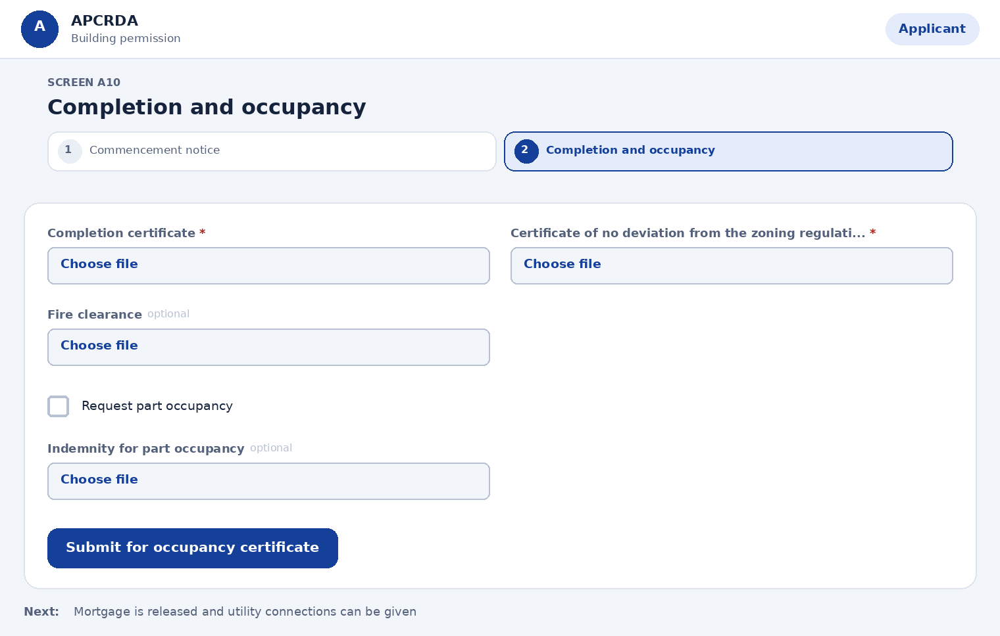 A
APCRDA
Building permission
Applicant
SCREEN A10
Completion and occupancy
1 Commencement notice
2 Completion and occupancy
Completion certificate *
Certificate of no deviation from the zoning regulati... *
Choose file
Choose file
Fire clearance optional
Choose file
Request part occupancy
Indemnity for part occupancy optional
Choose file
Submit for occupancy certificate
Next: Mortgage is released and utility connections can be given